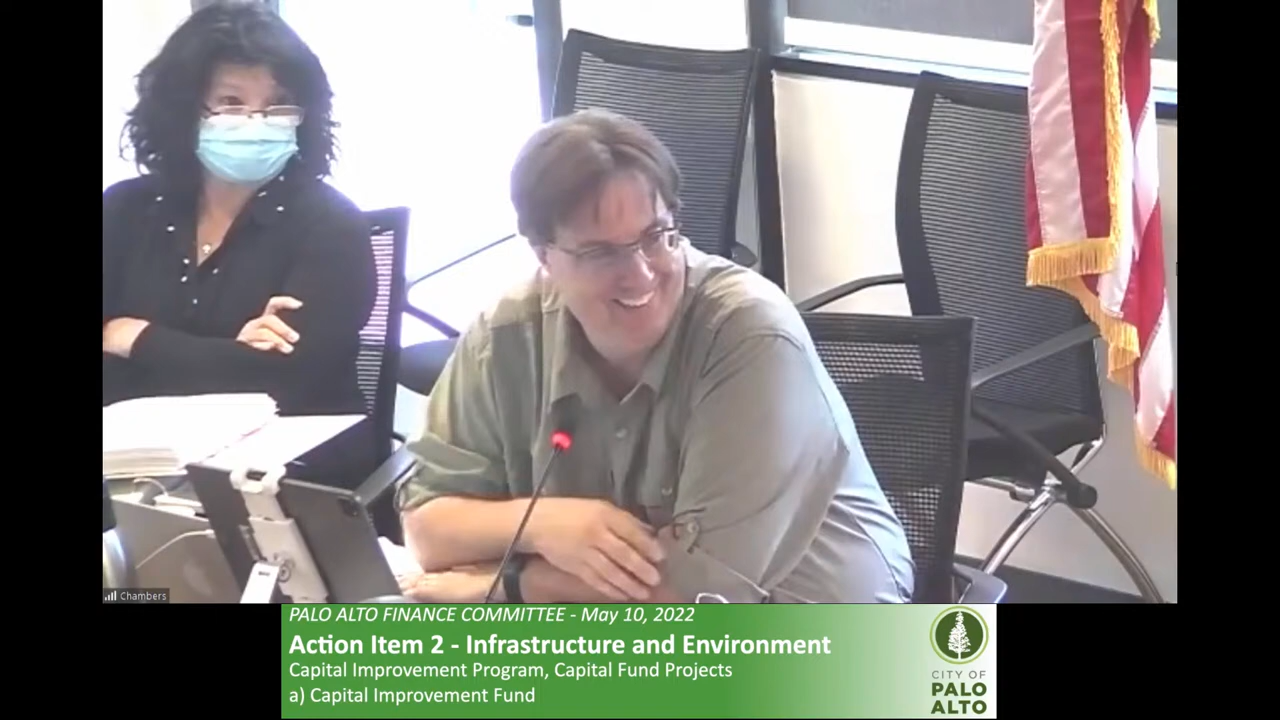 Chambers
PALO ALTO FINANCE COMMITTEE - May 10, 2022
Action Item 2 - Infrastructure and Environment
Capital Improvement Program, Capital Fund Projects
a) Capital Improvement Fund
CITY OF
PALO
ALTO